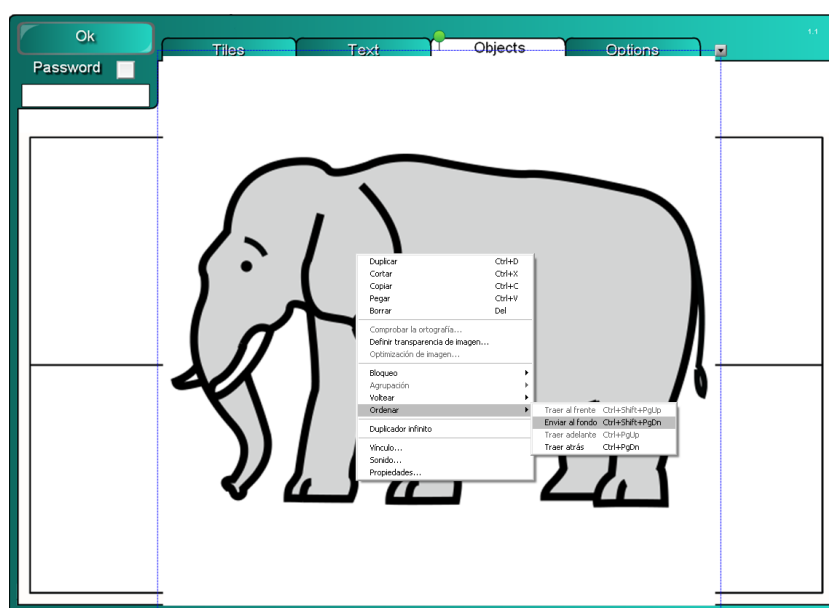 Ok
1.1
Tiles Text Objects Options
Password
Duplicar Ctrl+D
Cortar Ctrl+X
Copiar Ctrl+C
Pegar Ctrl+V
Borrar Del
Comprobar la ortografía...
Definir transparencia de imagen...
Optimización de imagen...
Bloqueo
Agrupación
Voltear
Ordenar
Traer al frente Ctrl+Shift+PgUp
Enviar al fondo Ctrl+Shift+PgDn
Traer adelante Ctrl+PgUp
Traer atrás Ctrl+PgDn
Duplicador infinito
Vínculo...
Sonido...
Propiedades...